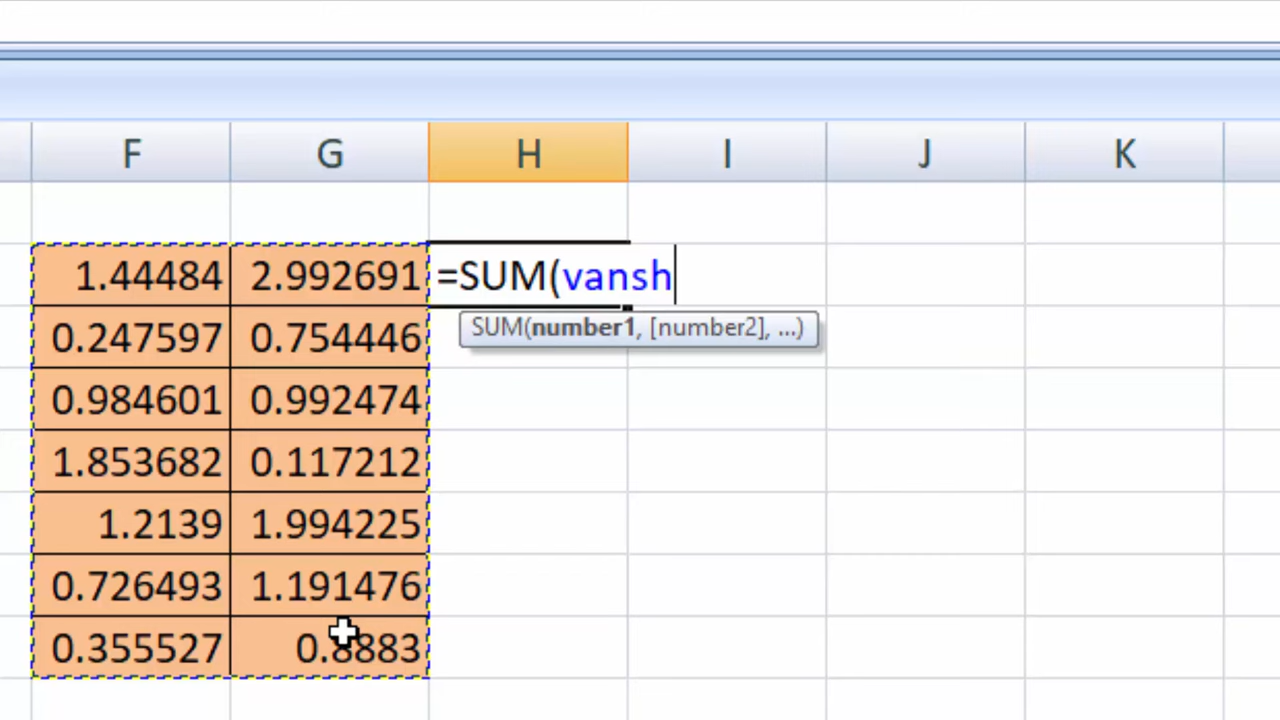 F G H I J K
1.44484 2.992691 =SUM(vansh
SUM(number1, [number2], ...)
0.247597 0.754446
0.984601 0.992474
1.853682 0.117212
1.2139 1.994225
0.726493 1.191476
0.355527 0.8883